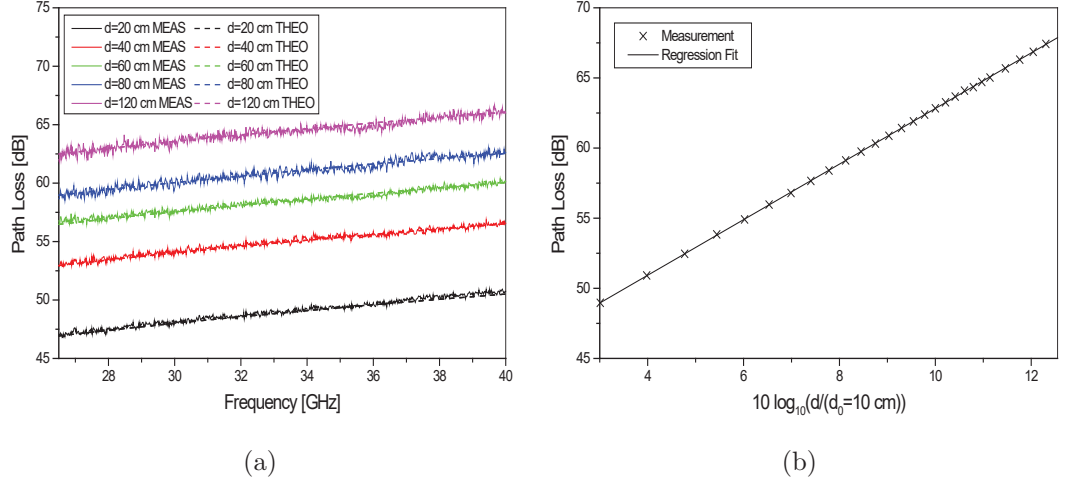 75
70
65
60
55
50
45
Path Loss [dB]
d=20 cm MEAS d=20 cm THEO
d=40 cm MEAS d=40 cm THEO
d=60 cm MEAS d=60 cm THEO
d=80 cm MEAS d=80 cm THEO
d=120 cm MEAS d=120 cm THEO
28 30 32 34 36 38 40
Frequency [GHz]
(a)
70
65
60
55
50
45
Path Loss [dB]
Measurement
Regression Fit
4 6 8 10 12
10 log₁₀(d/(d₀=10 cm))
(b)